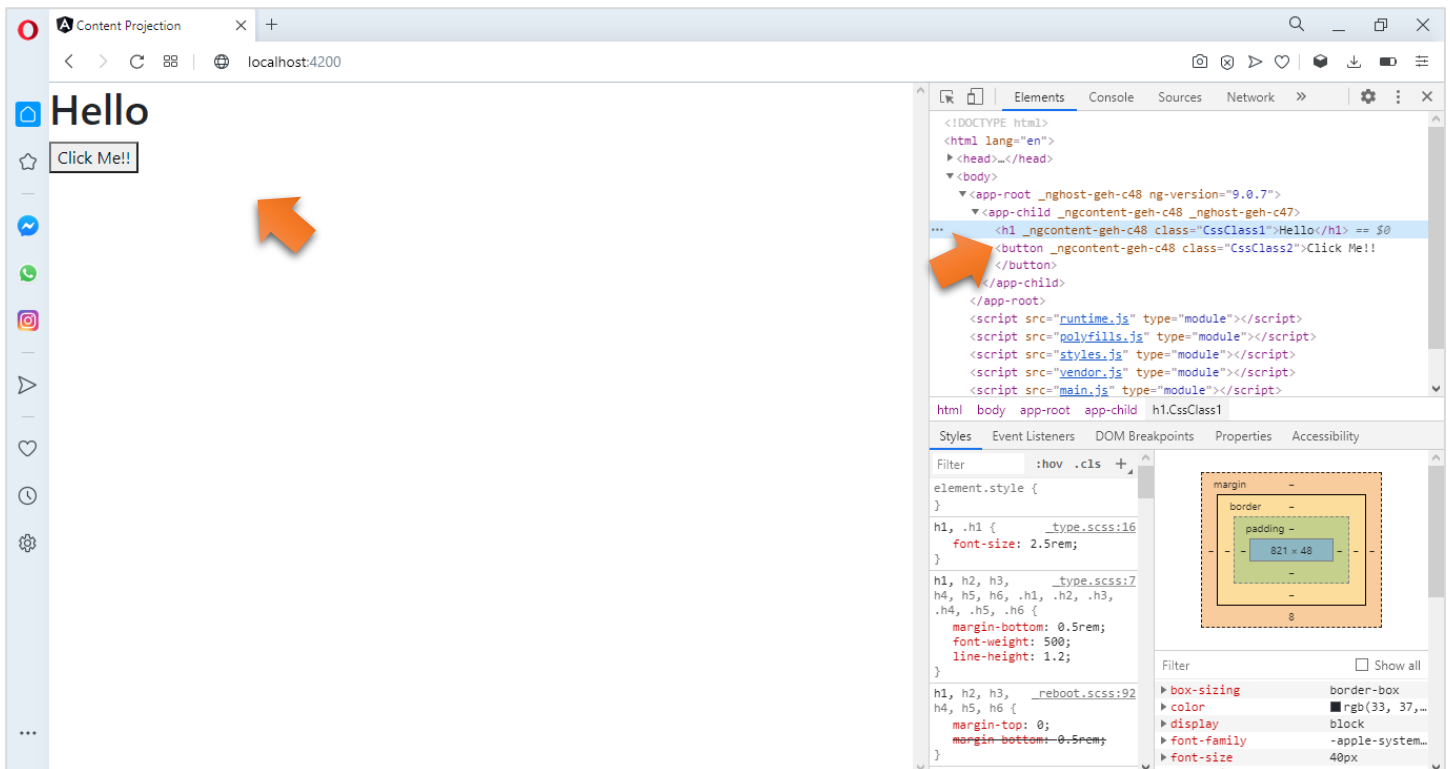 Content Projection
localhost:4200
Hello
Click Me!!
Elements Console Sources Network »
<!DOCTYPE html>
<html lang="en">
<head>…</head>
<body>
<app-root _nghost-geh-c48 ng-version="9.0.7">
<app-child _ngcontent-geh-c48 _nghost-geh-c47>
<h1 _ngcontent-geh-c48 class="CssClass1">Hello</h1> == $0
<button _ngcontent-geh-c48 class="CssClass2">Click Me!!
</button>
</app-child>
</app-root>
<script src="runtime.js" type="module"></script>
<script src="polyfills.js" type="module"></script>
<script src="styles.js" type="module"></script>
<script src="vendor.js" type="module"></script>
<script src="main.js" type="module"></script>
html body app-root app-child h1.CssClass1
Styles Event Listeners DOM Breakpoints Properties Accessibility
Filter :hov .cls +
element.style {
}
h1, .h1 { _type.scss:16
font-size: 2.5rem;
}
h1, h2, h3, _type.scss:7
h4, h5, h6, .h1, .h2, .h3,
.h4, .h5, .h6 {
margin-bottom: 0.5rem;
font-weight: 500;
line-height: 1.2;
}
h1, h2, h3, _reboot.scss:92
h4, h5, h6 {
margin-top: 0;
margin-bottom: 0.5rem;
}
margin –
border –
padding –
– – – 821 × 48 – – –
–
–
8
Filter Show all
box-sizing border-box
color rgb(33, 37,…
display block
font-family -apple-system…
font-size 40px